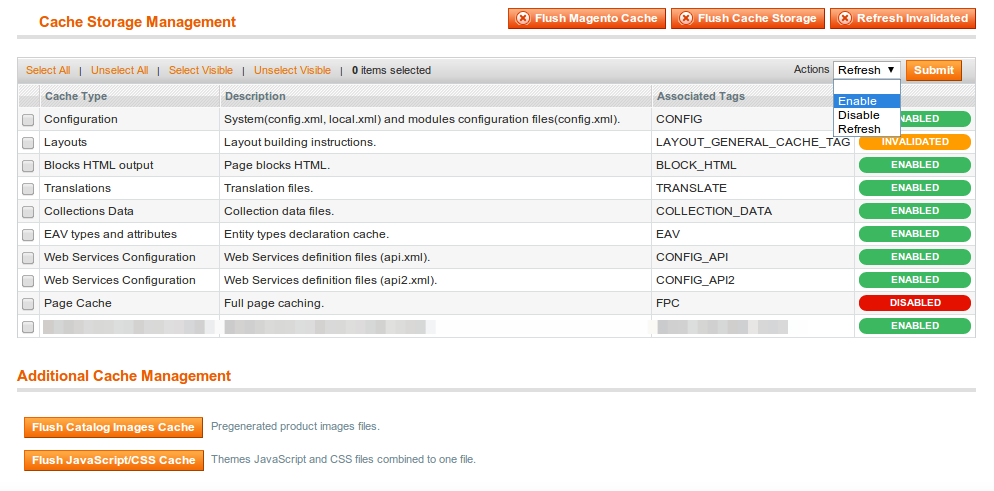 Cache Storage Management
Flush Magento Cache Flush Cache Storage Refresh Invalidated
Select All | Unselect All | Select Visible | Unselect Visible | 0 items selected Actions Refresh Submit
Cache Type Description Associated Tags
Enable
Disable
Refresh
Configuration System(config.xml, local.xml) and modules configuration files(config.xml). CONFIG
Layouts Layout building instructions. LAYOUT_GENERAL_CACHE_TAG INVALIDATED
Blocks HTML output Page blocks HTML. BLOCK_HTML ENABLED
Translations Translation files. TRANSLATE ENABLED
Collections Data Collection data files. COLLECTION_DATA ENABLED
EAV types and attributes Entity types declaration cache. EAV ENABLED
Web Services Configuration Web Services definition files (api.xml). CONFIG_API ENABLED
Web Services Configuration Web Services definition files (api2.xml). CONFIG_API2 ENABLED
Page Cache Full page caching. FPC DISABLED
ENABLED
Additional Cache Management
Flush Catalog Images Cache Pregenerated product images files.
Flush JavaScript/CSS Cache Themes JavaScript and CSS files combined to one file.